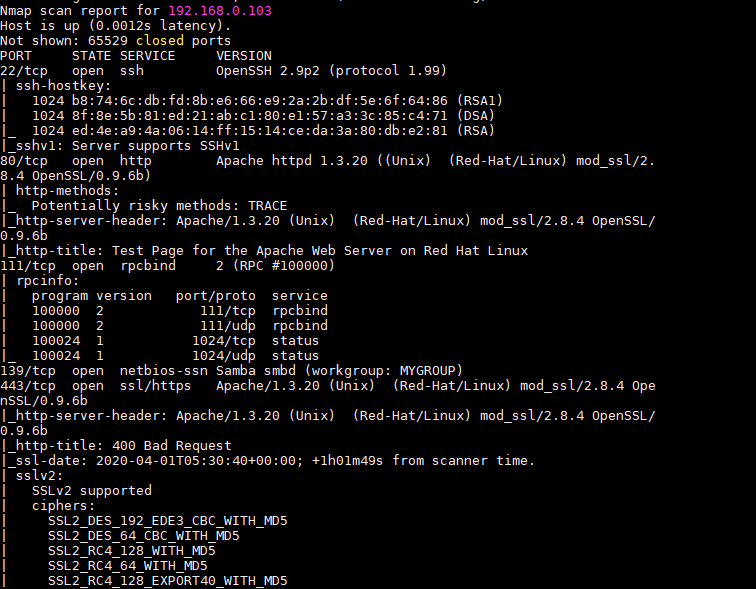 Nmap scan report for 192.168.0.103
Host is up (0.0012s latency).
Not shown: 65529 closed ports
PORT     STATE SERVICE     VERSION
22/tcp   open  ssh         OpenSSH 2.9p2 (protocol 1.99)
| ssh-hostkey:
|   1024 b8:74:6c:db:fd:8b:e6:66:e9:2a:2b:df:5e:6f:64:86 (RSA1)
|   1024 8f:8e:5b:81:ed:21:ab:c1:80:e1:57:a3:3c:85:c4:71 (DSA)
|_  1024 ed:4e:a9:4a:06:14:ff:15:14:ce:da:3a:80:db:e2:81 (RSA)
|_sshv1: Server supports SSHv1
80/tcp   open  http        Apache httpd 1.3.20 ((Unix)  (Red-Hat/Linux) mod_ssl/2.
8.4 OpenSSL/0.9.6b)
| http-methods:
|_  Potentially risky methods: TRACE
|_http-server-header: Apache/1.3.20 (Unix)  (Red-Hat/Linux) mod_ssl/2.8.4 OpenSSL/
0.9.6b
|_http-title: Test Page for the Apache Web Server on Red Hat Linux
111/tcp  open  rpcbind     2 (RPC #100000)
| rpcinfo:
|   program version   port/proto  service
|   100000  2            111/tcp  rpcbind
|   100000  2            111/udp  rpcbind
|   100024  1           1024/tcp  status
|_  100024  1           1024/udp  status
139/tcp  open  netbios-ssn Samba smbd (workgroup: MYGROUP)
443/tcp  open  ssl/https   Apache/1.3.20 (Unix)  (Red-Hat/Linux) mod_ssl/2.8.4 Ope
nSSL/0.9.6b
|_http-server-header: Apache/1.3.20 (Unix)  (Red-Hat/Linux) mod_ssl/2.8.4 OpenSSL/
0.9.6b
|_http-title: 400 Bad Request
|_ssl-date: 2020-04-01T05:30:40+00:00; +1h01m49s from scanner time.
| sslv2:
|   SSLv2 supported
|   ciphers:
|     SSL2_DES_192_EDE3_CBC_WITH_MD5
|     SSL2_DES_64_CBC_WITH_MD5
|     SSL2_RC4_128_WITH_MD5
|     SSL2_RC4_64_WITH_MD5
|     SSL2_RC4_128_EXPORT40_WITH_MD5